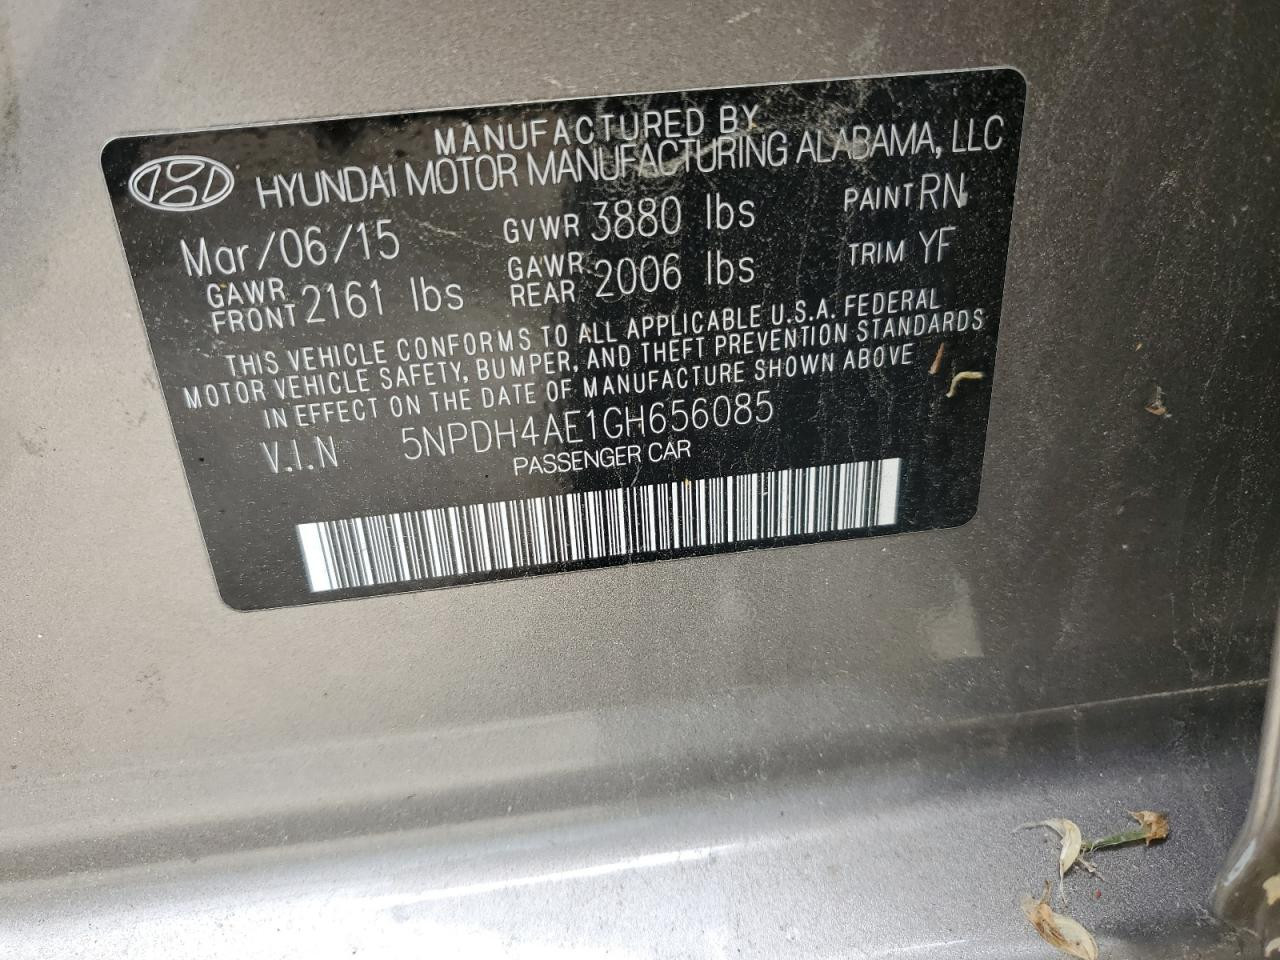 MANUFACTURED BY
HYUNDAI MOTOR MANUFACTURING ALABAMA, LLC
Mar/06/15 GVWR 3880 lbs PAINT RN
GAWR FRONT 2161 lbs GAWR REAR 2006 lbs TRIM YF
THIS VEHICLE CONFORMS TO ALL APPLICABLE U.S.A. FEDERAL
MOTOR VEHICLE SAFETY, BUMPER, AND THEFT PREVENTION STANDARDS
IN EFFECT ON THE DATE OF MANUFACTURE SHOWN ABOVE
V.I.N 5NPDH4AE1GH656085
PASSENGER CAR